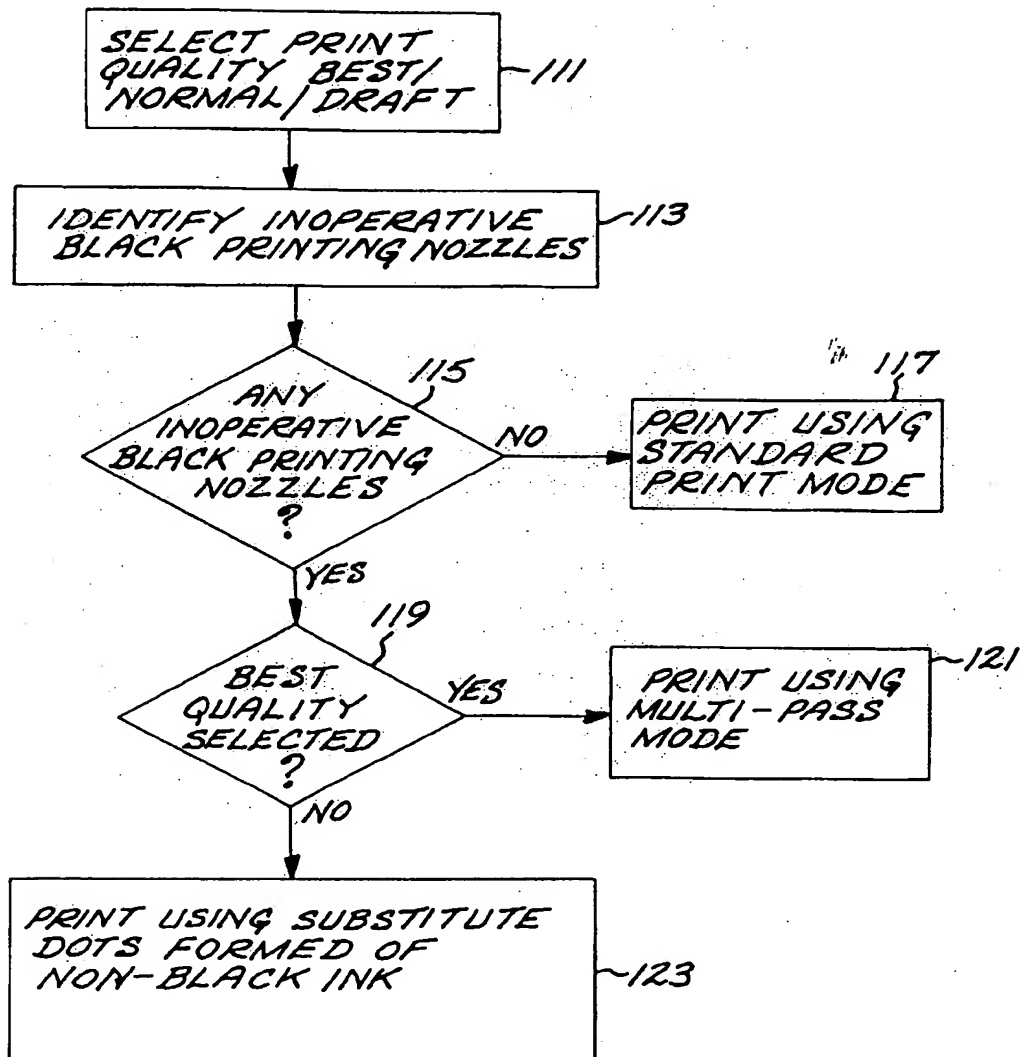 SELECT PRINT
QUALITY BEST/
NORMAL/DRAFT
111
IDENTIFY INOPERATIVE
BLACK PRINTING NOZZLES
113
115
ANY
INOPERATIVE
BLACK PRINTING
NOZZLES
?
NO
117
PRINT USING
STANDARD
PRINT MODE
YES
119
BEST
QUALITY
SELECTED
?
YES
121
PRINT USING
MULTI-PASS
MODE
NO
PRINT USING SUBSTITUTE
DOTS FORMED OF
NON-BLACK INK
123